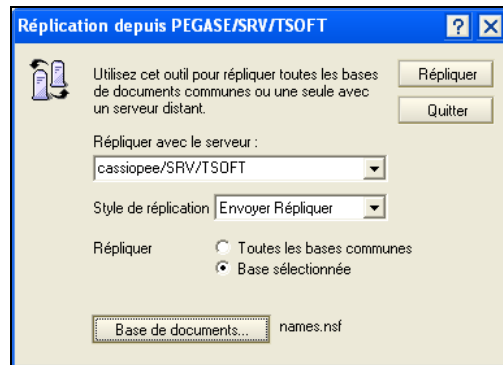 Réplication depuis PEGASE/SRV/TSOFT
Utilisez cet outil pour répliquer toutes les bases
de documents communes ou une seule avec
un serveur distant.
Répliquer
Quitter
Répliquer avec le serveur :
cassiopee/SRV/TSOFT
Style de réplication Envoyer Répliquer
Répliquer Toutes les bases communes
Base sélectionnée
Base de documents... names.nsf